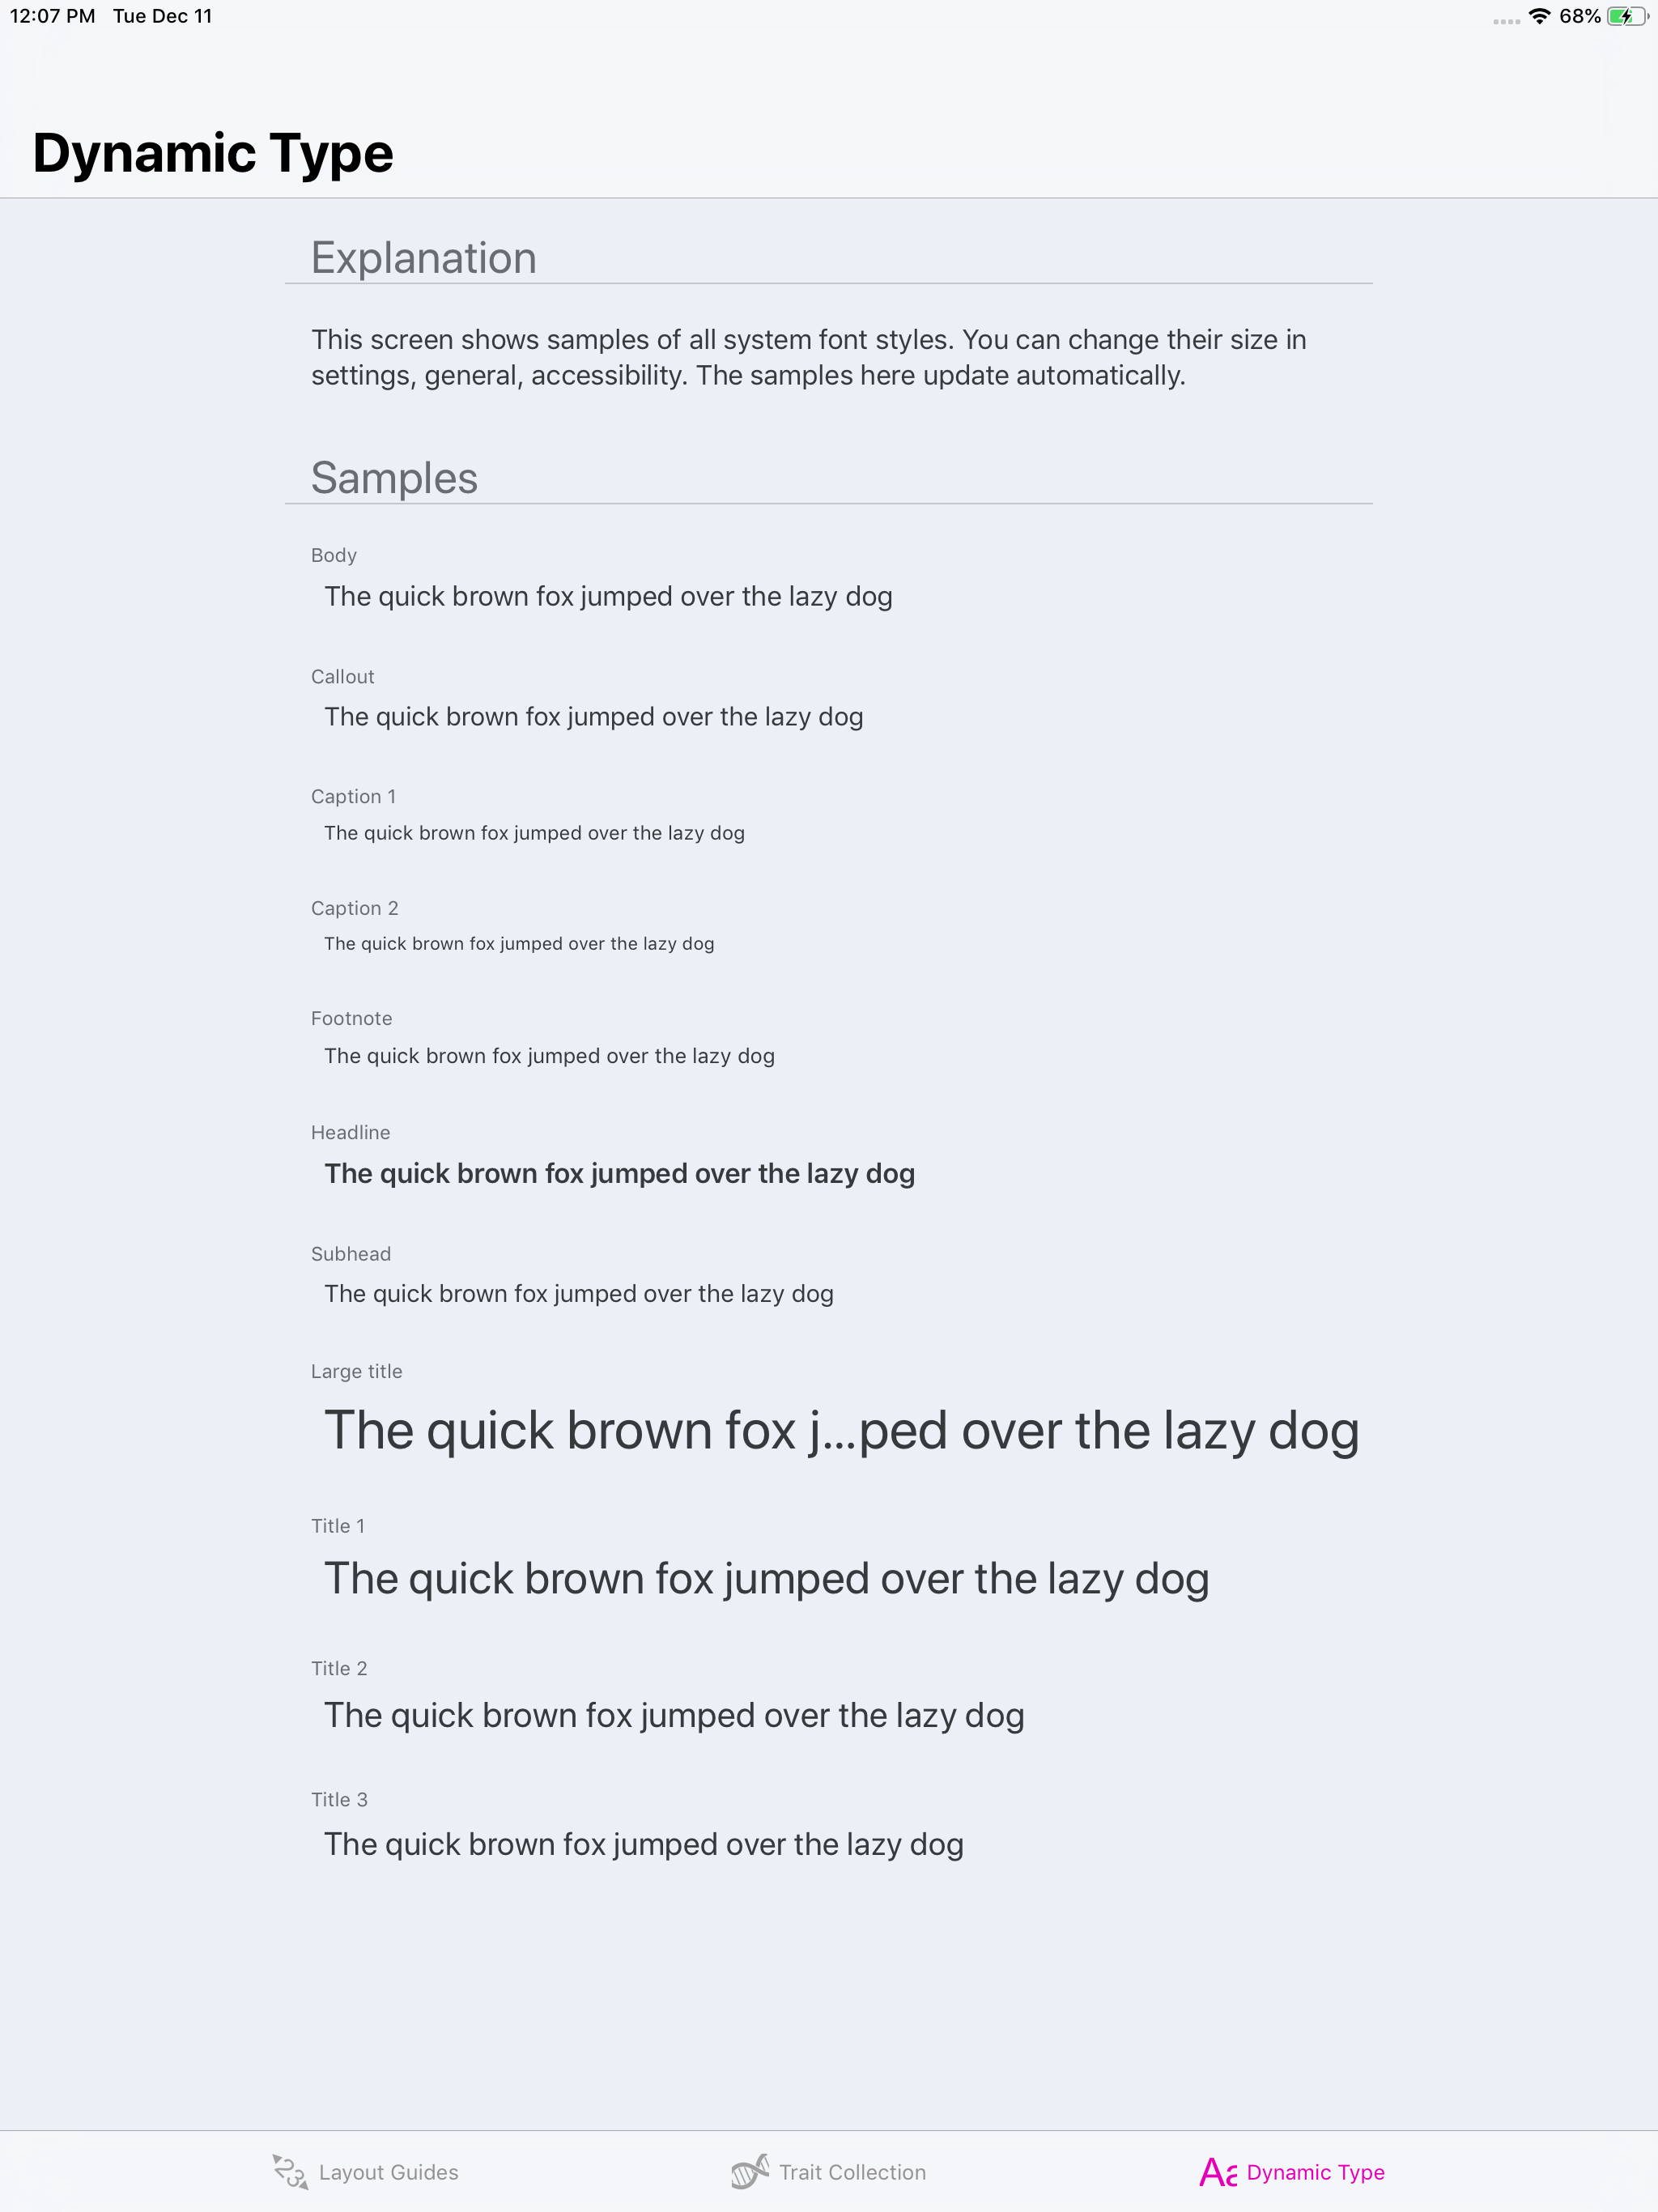 12:07 PM Tue Dec 11 68%
Dynamic Type
Explanation
This screen shows samples of all system font styles. You can change their size in
settings, general, accessibility. The samples here update automatically.
Samples
Body
The quick brown fox jumped over the lazy dog
Callout
The quick brown fox jumped over the lazy dog
Caption 1
The quick brown fox jumped over the lazy dog
Caption 2
The quick brown fox jumped over the lazy dog
Footnote
The quick brown fox jumped over the lazy dog
Headline
The quick brown fox jumped over the lazy dog
Subhead
The quick brown fox jumped over the lazy dog
Large title
The quick brown fox j...ped over the lazy dog
Title 1
The quick brown fox jumped over the lazy dog
Title 2
The quick brown fox jumped over the lazy dog
Title 3
The quick brown fox jumped over the lazy dog
123 Layout Guides Trait Collection Aa Dynamic Type